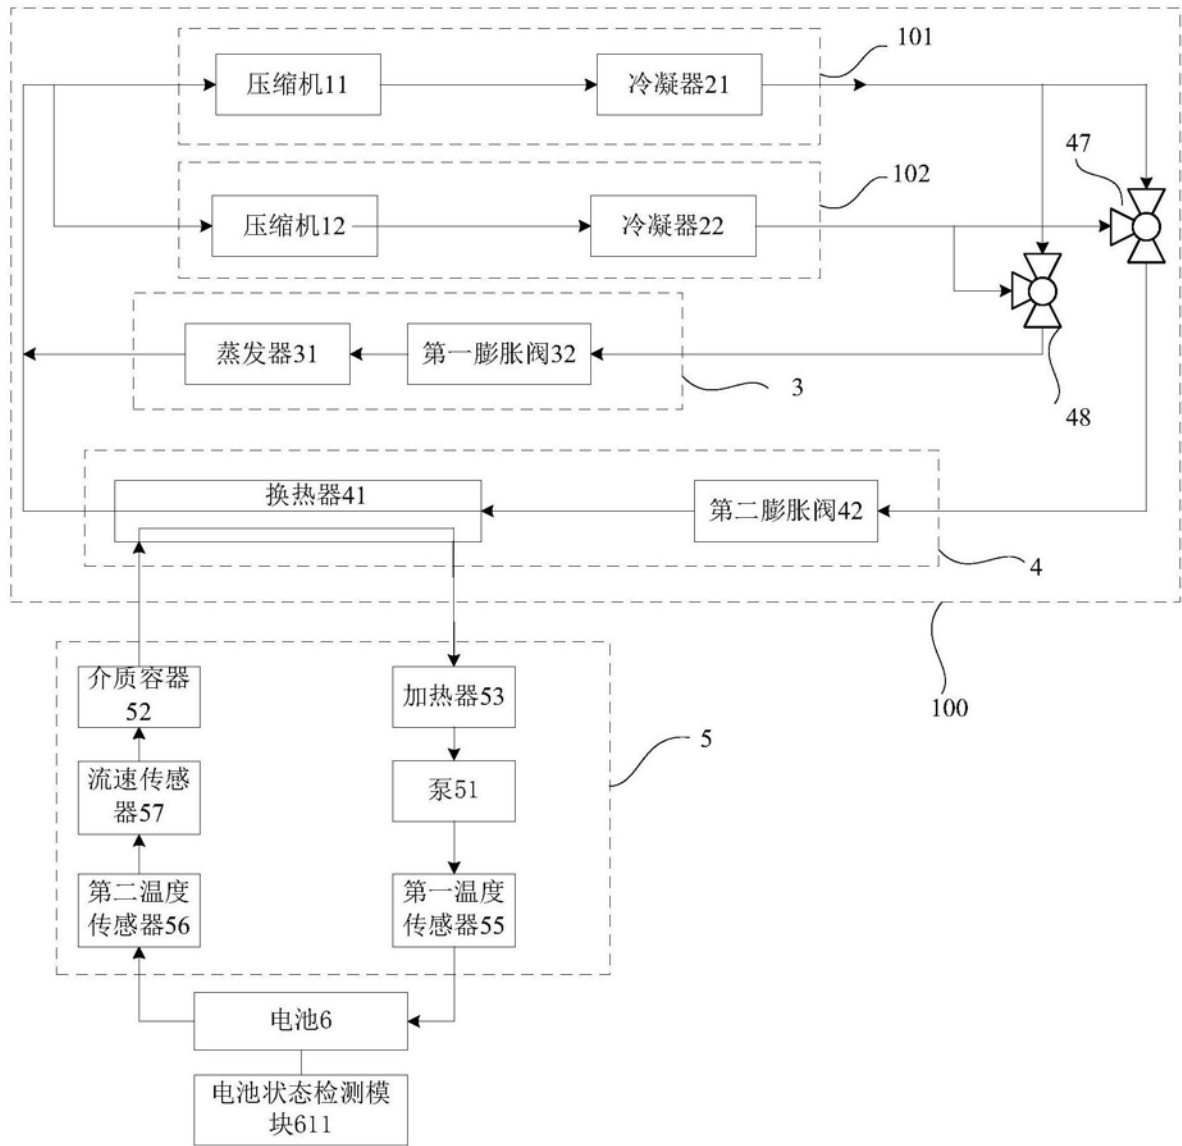 101
压缩机11
冷凝器21
47
102
压缩机12
冷凝器22
蒸发器31
第一膨胀阀32
3
48
换热器41
第二膨胀阀42
4
100
介质容器
52
加热器53
5
流速传感
器57
泵51
第二温度
传感器56
第一温度
传感器55
电池6
电池状态检测模
块611